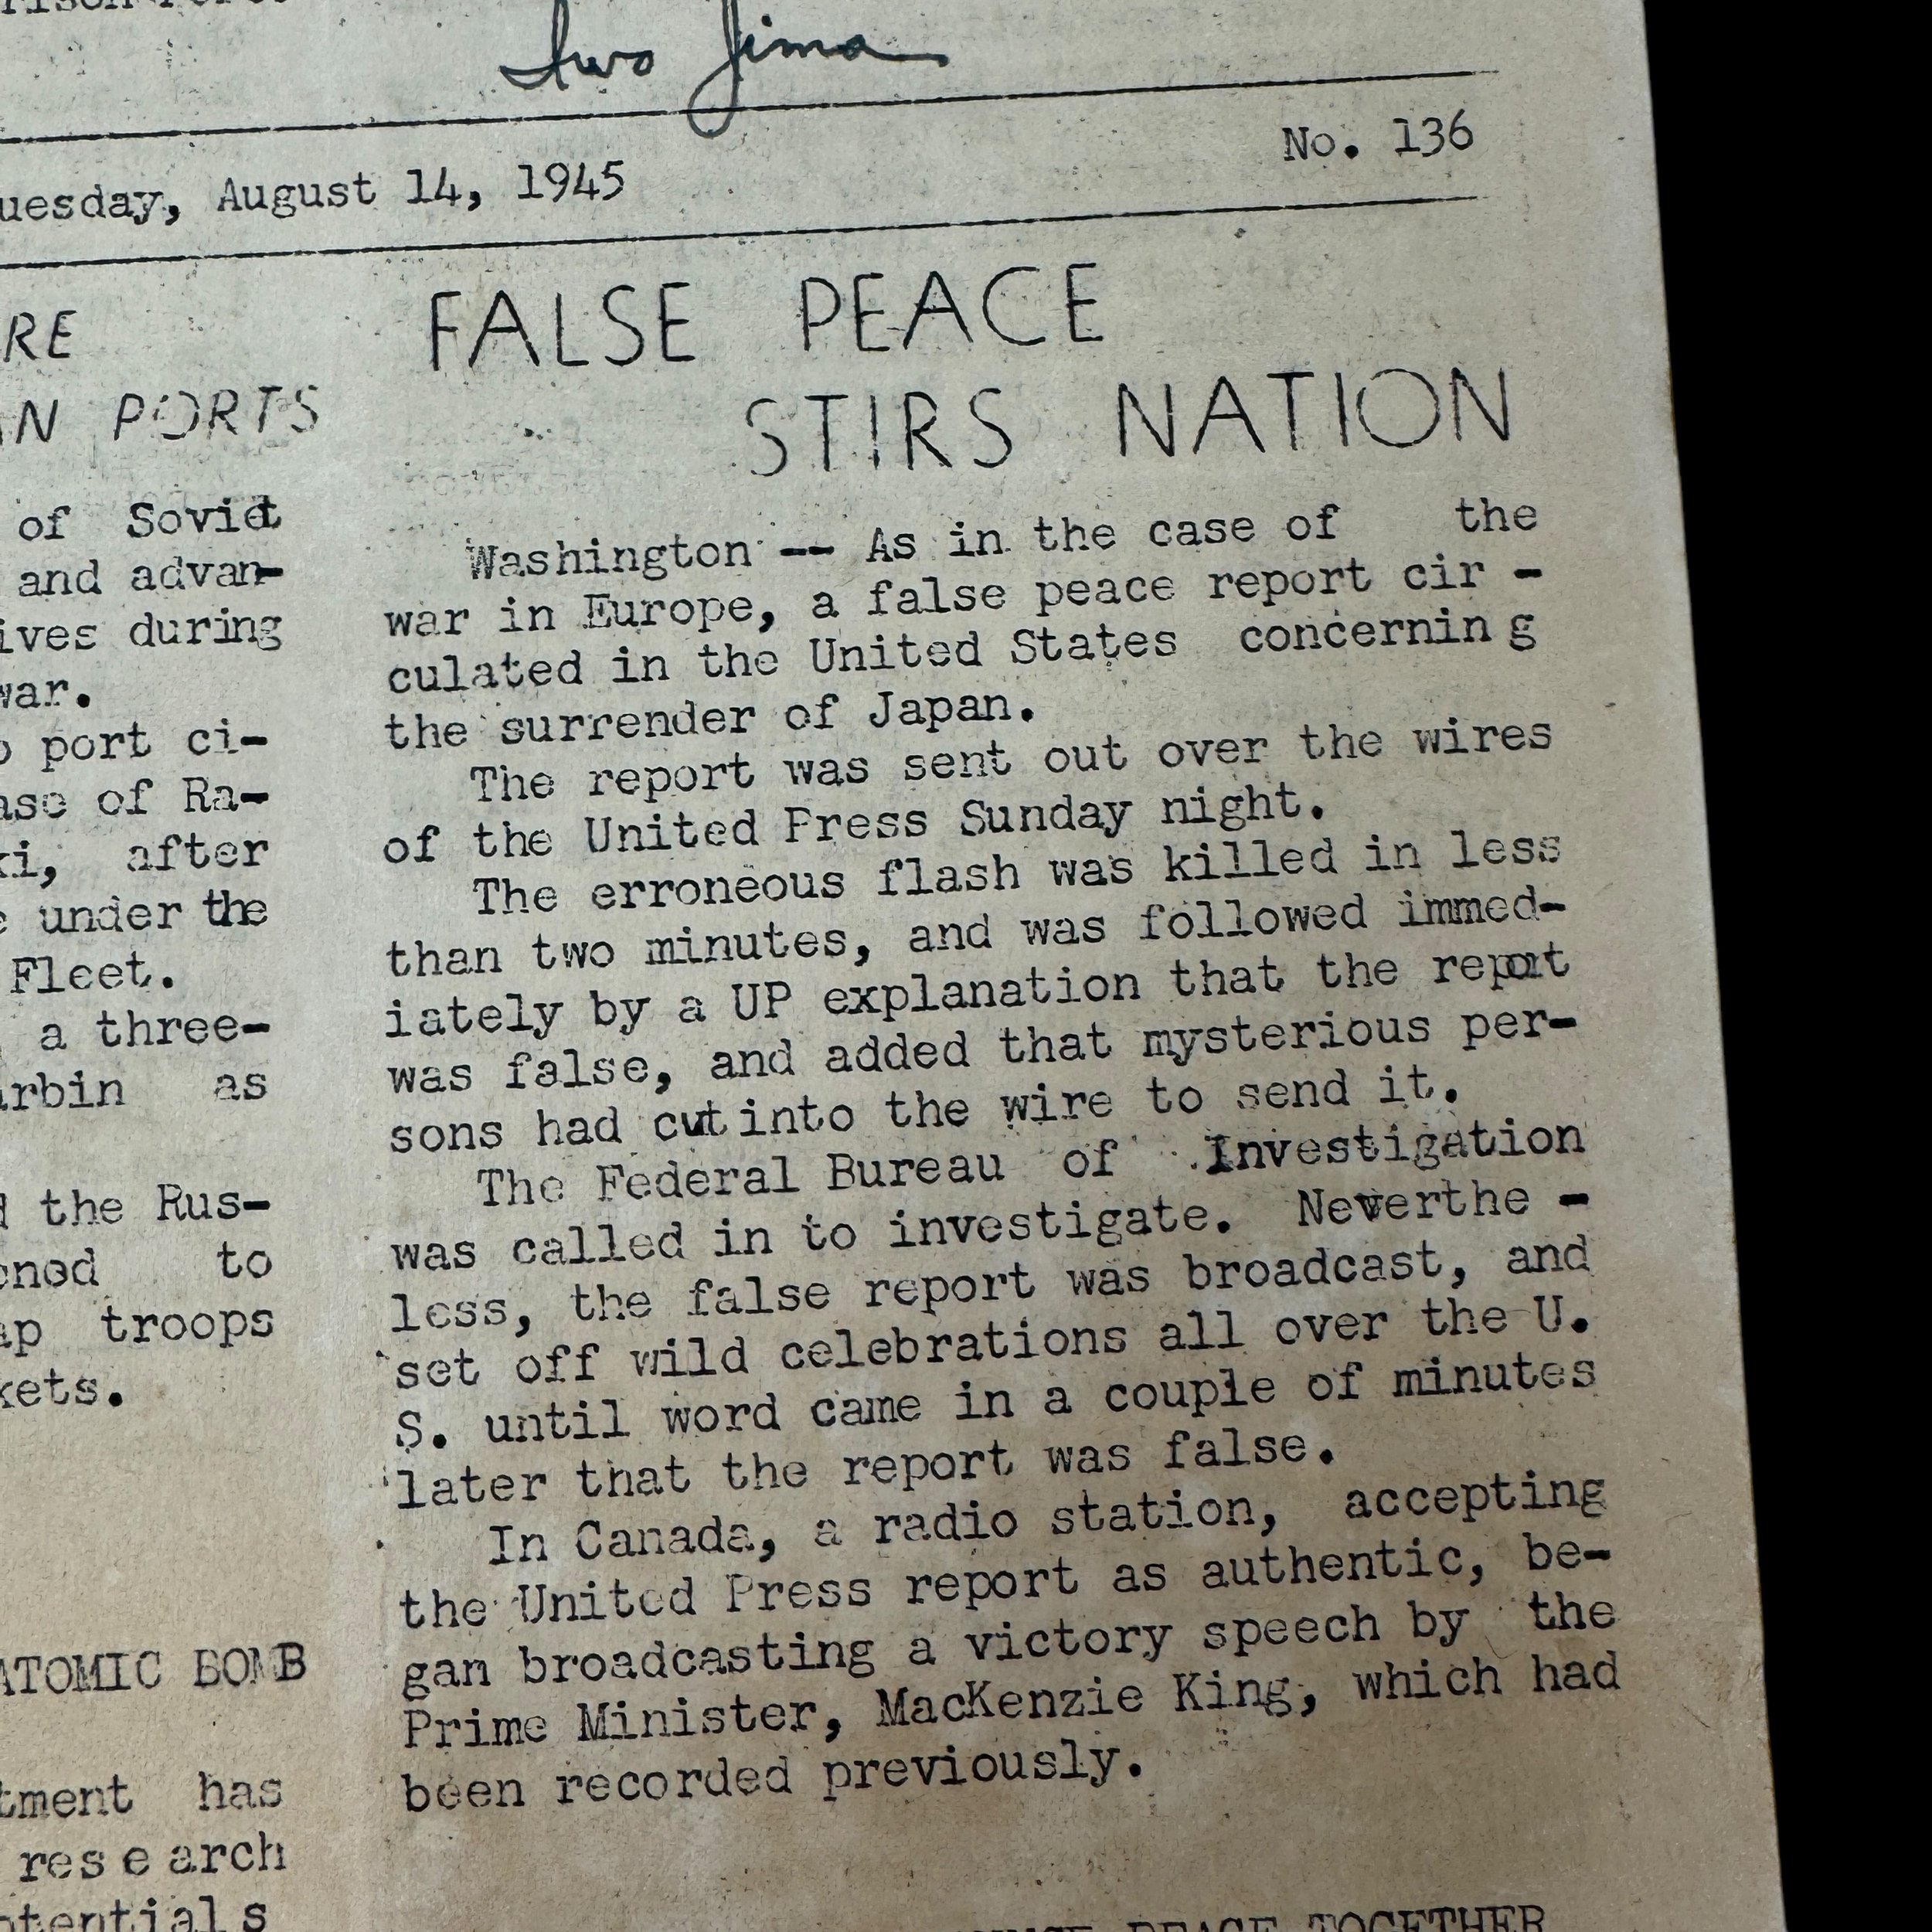 Iwo Jima
No. 136
uesday, August 14, 1945
RE
N PORTS
of Soviet
and advan-
ives during
war.
port ci-
of Ra-
ki, after
under the
Fleet.
a three-
arbin as
the Rus-
oned to
ap troops
kets.
ATOMIC BOMB
tment has
research
otentials
FALSE PEACE
STIRS NATION
Washington -- As in the case of the
war in Europe, a false peace report cir -
culated in the United States concerning
the surrender of Japan.
The report was sent out over the wires
of the United Press Sunday night.
The erroneous flash was killed in less
than two minutes, and was followed immed-
iately by a UP explanation that the report
was false, and added that mysterious per-
sons had cut into the wire to send it.
The Federal Bureau of Investigation
was called in to investigate. Neverthe -
less, the false report was broadcast, and
set off wild celebrations all over the U.
S. until word came in a couple of minutes
later that the report was false.
In Canada, a radio station, accepting
the United Press report as authentic, be-
gan broadcasting a victory speech by the
Prime Minister, MacKenzie King, which had
been recorded previously.
PEACE TOGETHER